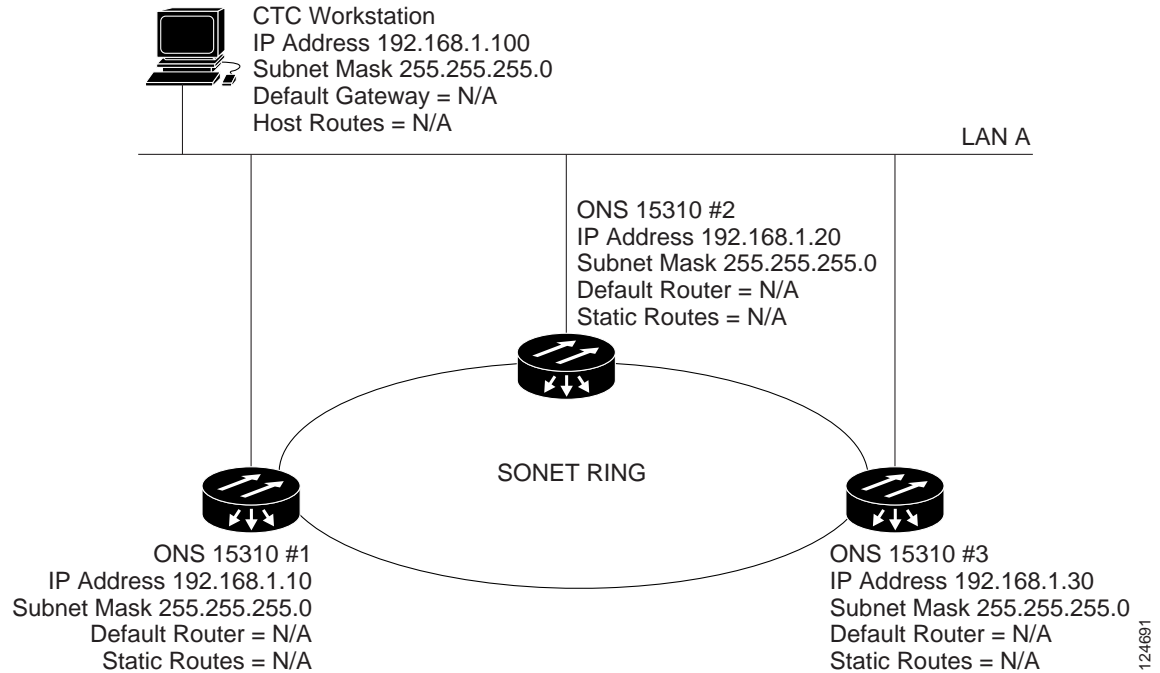 CTC Workstation
IP Address 192.168.1.100
Subnet Mask 255.255.255.0
Default Gateway = N/A
Host Routes = N/A
LAN A
ONS 15310 #2
IP Address 192.168.1.20
Subnet Mask 255.255.255.0
Default Router = N/A
Static Routes = N/A
SONET RING
ONS 15310 #1
IP Address 192.168.1.10
Subnet Mask 255.255.255.0
Default Router = N/A
Static Routes = N/A
ONS 15310 #3
IP Address 192.168.1.30
Subnet Mask 255.255.255.0
Default Router = N/A
Static Routes = N/A
124691